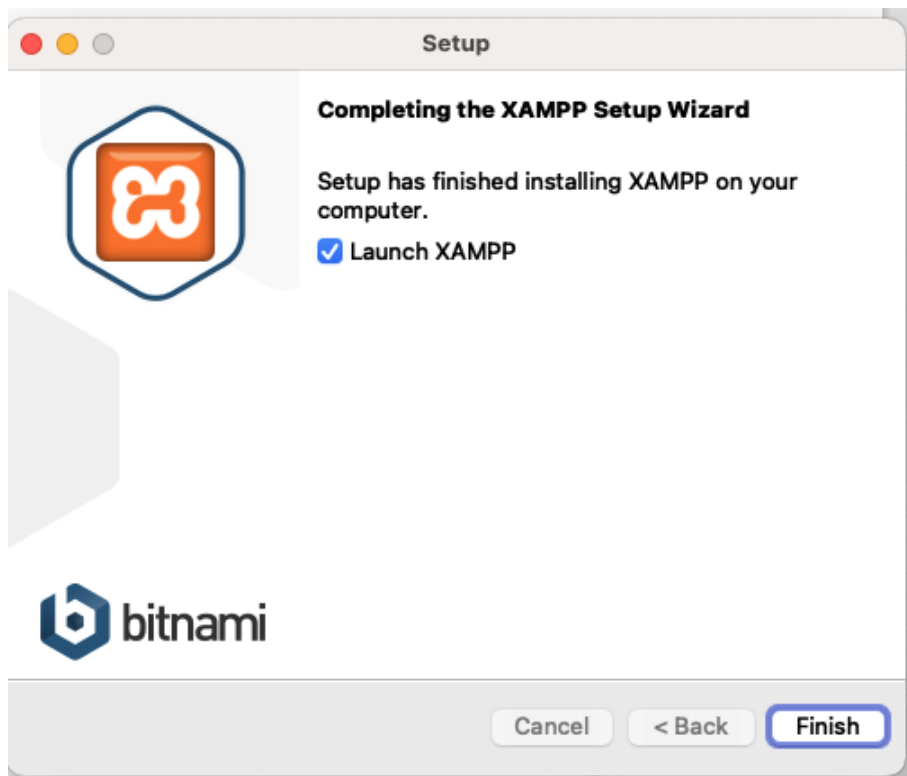 Setup
Completing the XAMPP Setup Wizard
Setup has finished installing XAMPP on your
computer.
Launch XAMPP
bitnami
Cancel
< Back
Finish